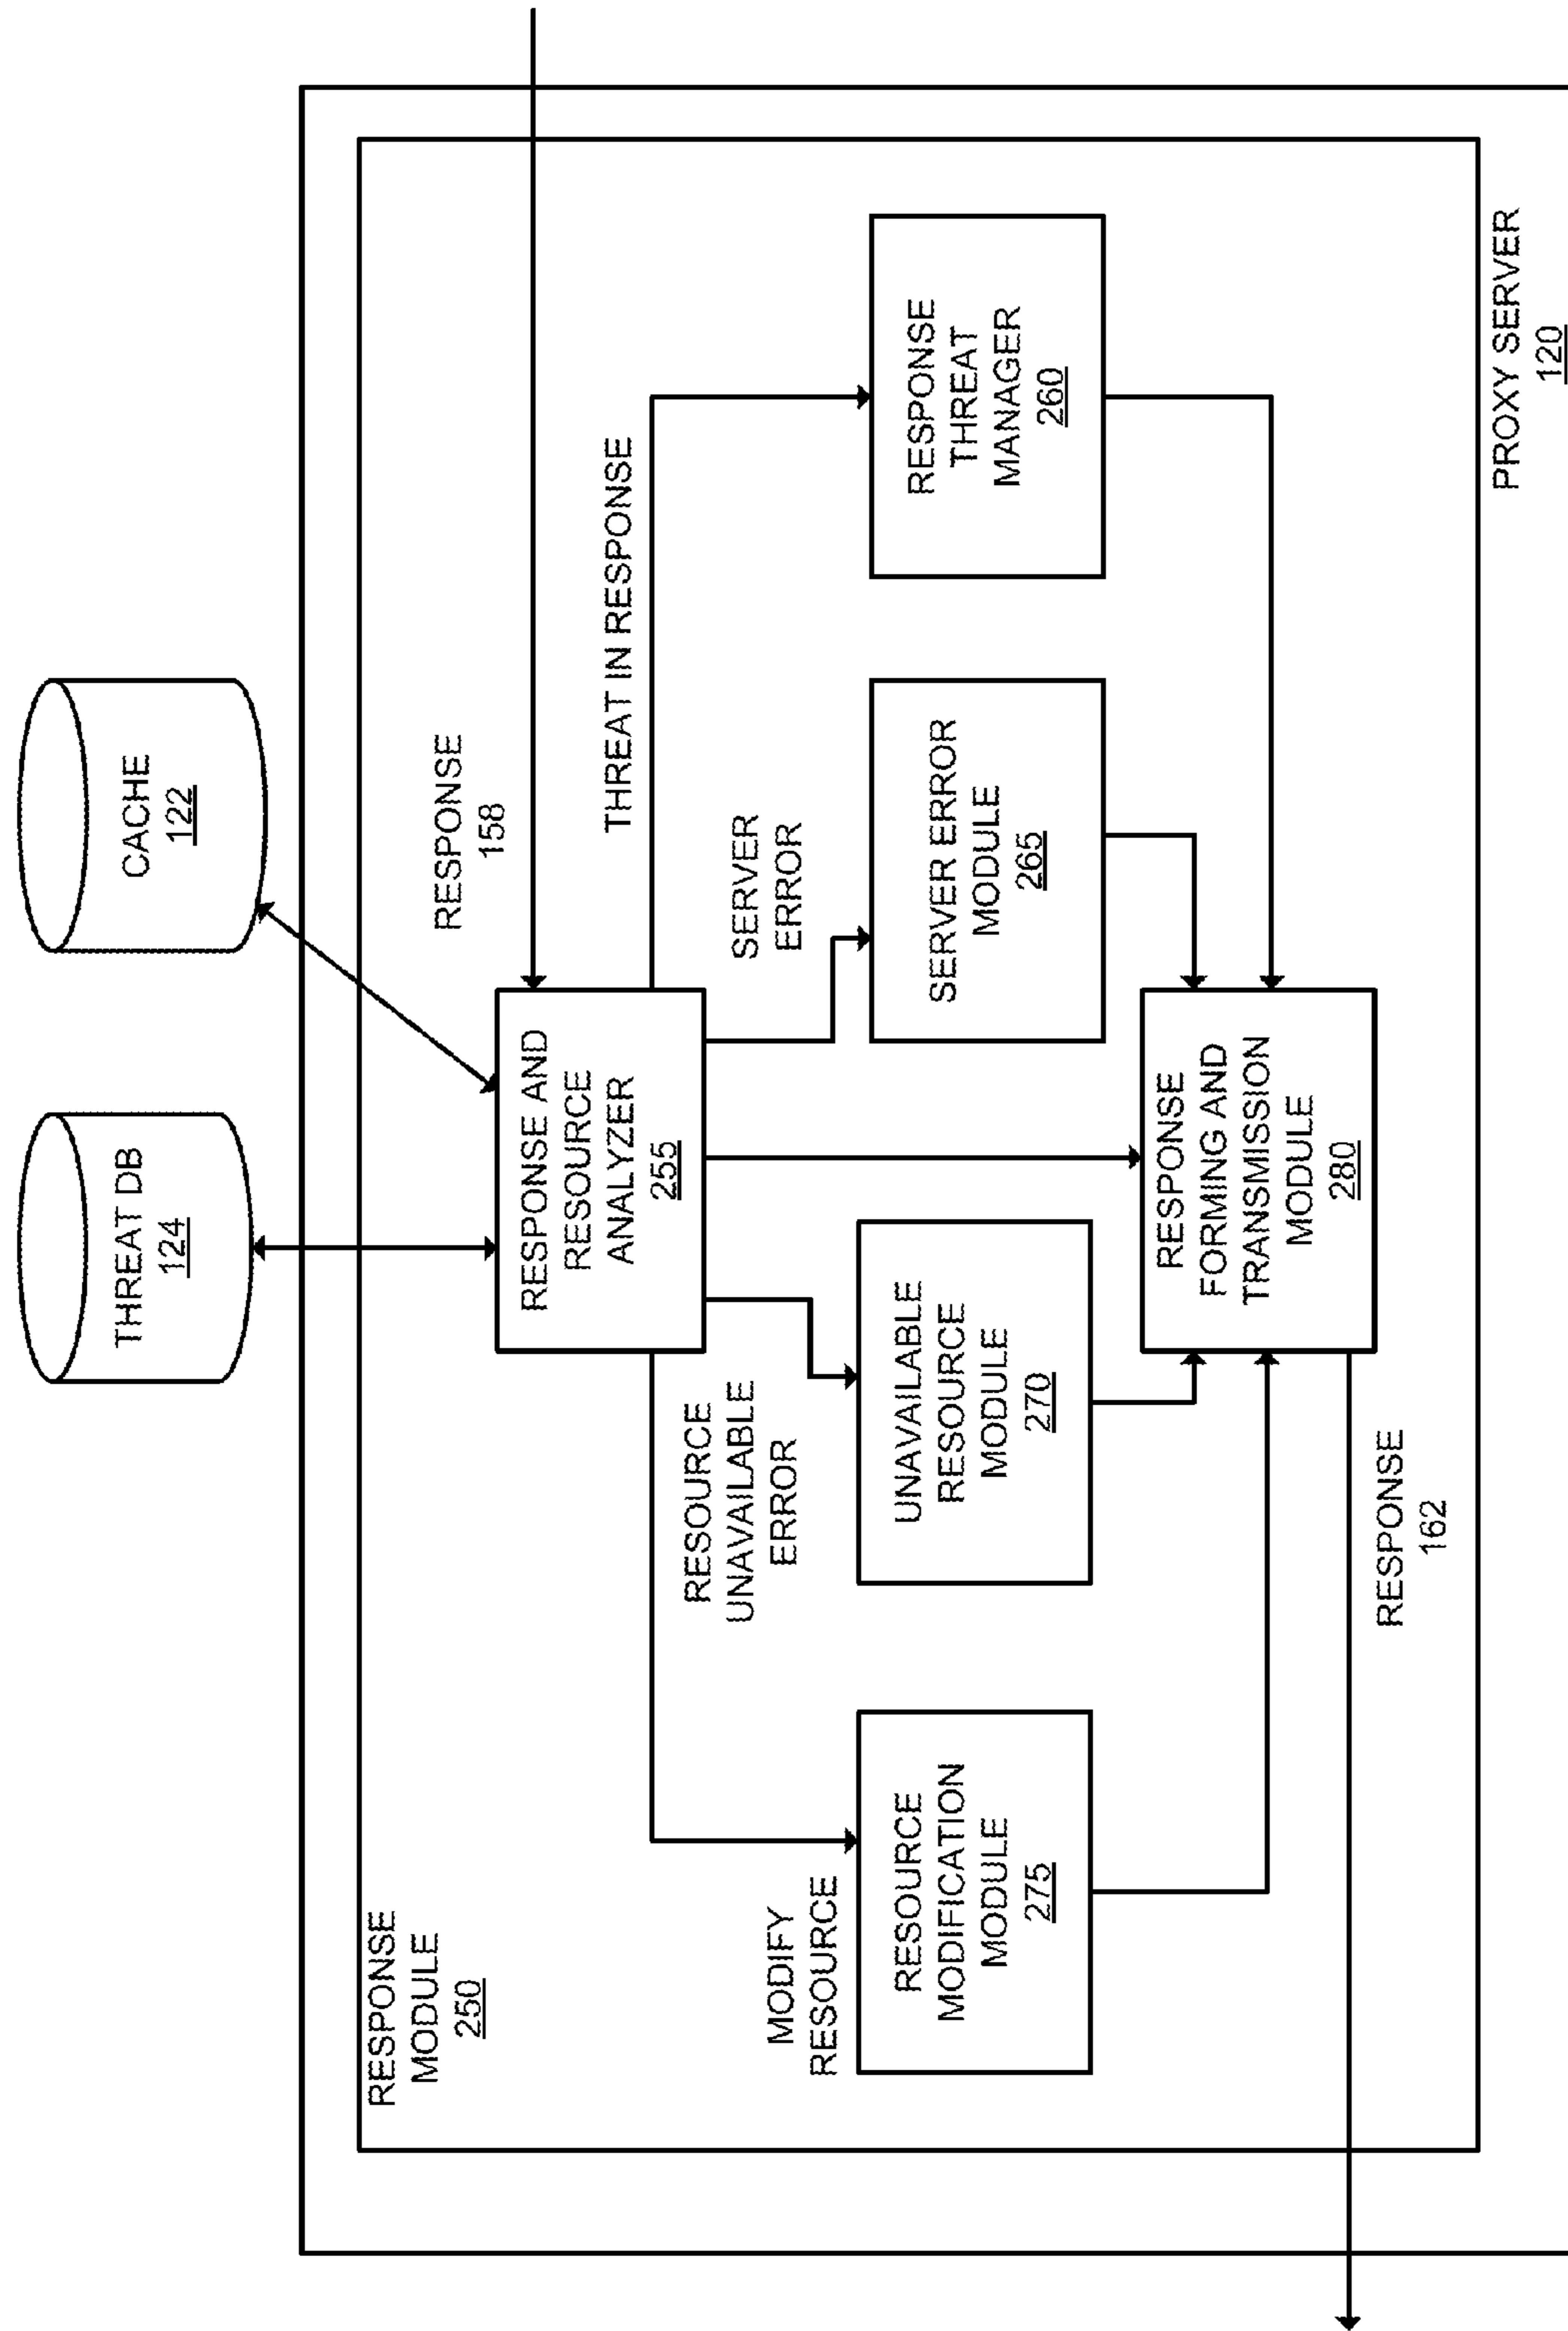 THREAT DB
124
CACHE
122
RESPONSE
MODULE
250
RESPONSE
158
RESPONSE AND
RESOURCE
ANALYZER
255
THREAT IN RESPONSE
SERVER
ERROR
RESOURCE
UNAVAILABLE
ERROR
MODIFY
RESOURCE
RESOURCE
MODIFICATION
MODULE
275
UNAVAILABLE
RESOURCE
MODULE
270
SERVER ERROR
MODULE
265
RESPONSE
THREAT
MANAGER
260
RESPONSE
FORMING AND
TRANSMISSION
MODULE
280
RESPONSE
162
PROXY SERVER
120